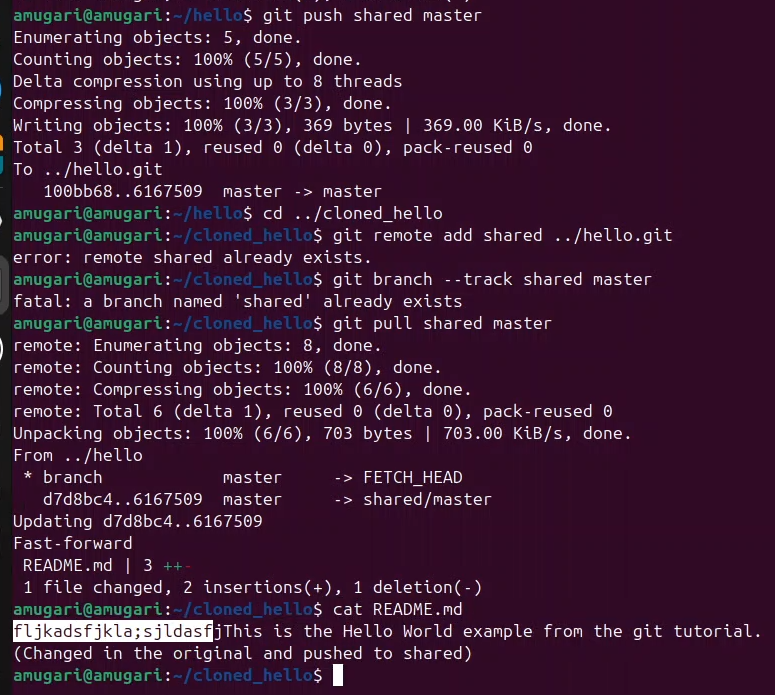 amugari@amugari:~/hello$ git push shared master
Enumerating objects: 5, done.
Counting objects: 100% (5/5), done.
Delta compression using up to 8 threads
Compressing objects: 100% (3/3), done.
Writing objects: 100% (3/3), 369 bytes | 369.00 KiB/s, done.
Total 3 (delta 1), reused 0 (delta 0), pack-reused 0
To ../hello.git
   100bb68..6167509  master -> master
amugari@amugari:~/hello$ cd ../cloned_hello
amugari@amugari:~/cloned_hello$ git remote add shared ../hello.git
error: remote shared already exists.
amugari@amugari:~/cloned_hello$ git branch --track shared master
fatal: a branch named 'shared' already exists
amugari@amugari:~/cloned_hello$ git pull shared master
remote: Enumerating objects: 8, done.
remote: Counting objects: 100% (8/8), done.
remote: Compressing objects: 100% (6/6), done.
remote: Total 6 (delta 1), reused 0 (delta 0), pack-reused 0
Unpacking objects: 100% (6/6), 703 bytes | 703.00 KiB/s, done.
From ../hello
 * branch            master     -> FETCH_HEAD
   d7d8bc4..6167509  master     -> shared/master
Updating d7d8bc4..6167509
Fast-forward
 README.md | 3 ++-
 1 file changed, 2 insertions(+), 1 deletion(-)
amugari@amugari:~/cloned_hello$ cat README.md
fljkadsfjkla;sjldasfjThis is the Hello World example from the git tutorial.
(Changed in the original and pushed to shared)
amugari@amugari:~/cloned_hello$